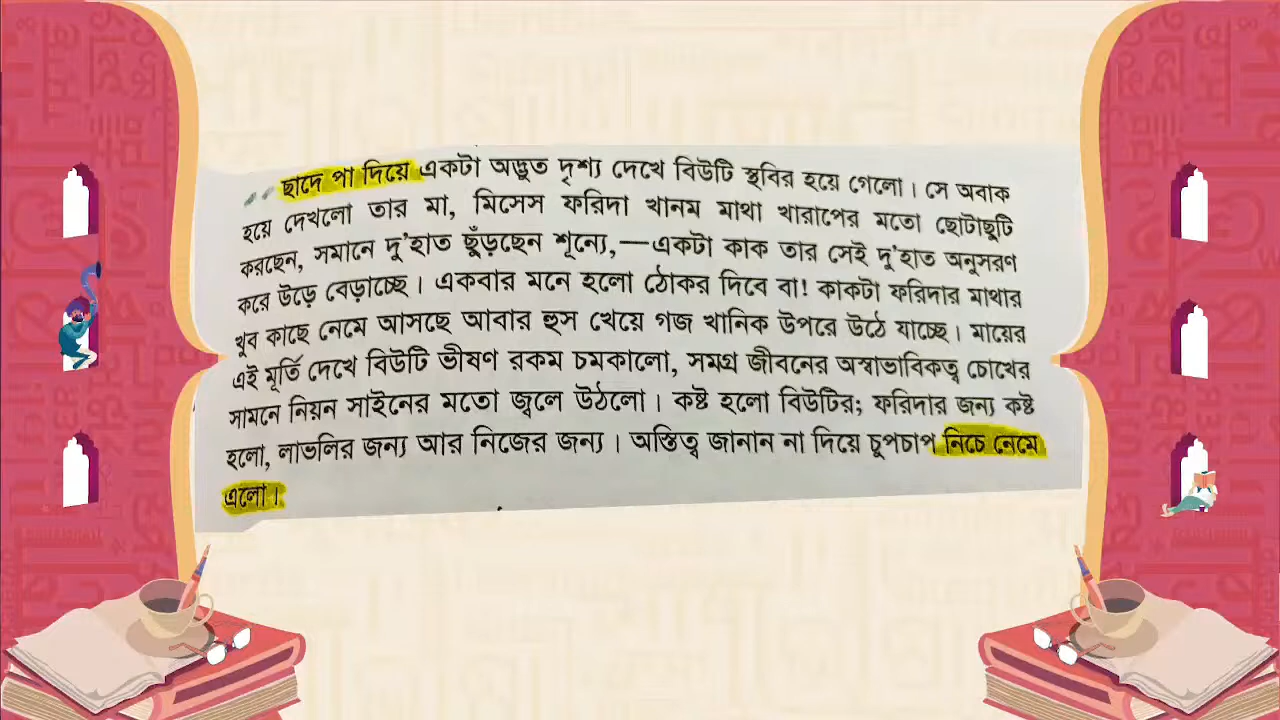 ছাদে পা দিয়ে একটা অদ্ভুত দৃশ্য দেখে বিউটি স্থবির হয়ে গেলো। সে অবাক
হয়ে দেখলো তার মা, মিসেস ফরিদা খানম মাথা খারাপের মতো ছোটাছুটি
করছেন, সমানে দু'হাত ছুঁড়ছেন শূন্যে,—একটা কাক তার সেই দু'হাত অনুসরণ
করে উড়ে বেড়াচ্ছে। একবার মনে হলো ঠোকর দিবে বা! কাকটা ফরিদার মাথার
খুব কাছে নেমে আসছে আবার হুস খেয়ে গজ খানিক উপরে উঠে যাচ্ছে। মায়ের
এই মূর্তি দেখে বিউটি ভীষণ রকম চমকালো, সমগ্র জীবনের অস্বাভাবিকত্ব চোখের
সামনে নিয়ন সাইনের মতো জ্বলে উঠলো। কষ্ট হলো বিউটির; ফরিদার জন্য কষ্ট
হলো, লাভলির জন্য আর নিজের জন্য। অস্তিত্ব জানান না দিয়ে চুপচাপ নিচে নেমে
এলো।